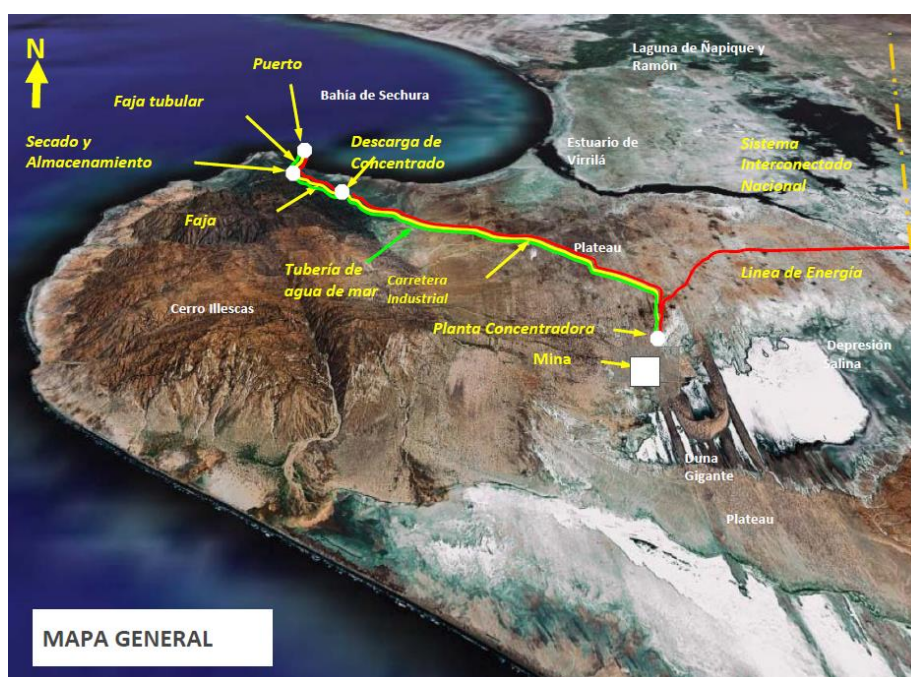 N
Puerto
Faja tubular
Bahía de Sechura
Laguna de Ñapique y
Ramón
Secado y
Almacenamiento
Descarga de
Concentrado
Estuario de
Virrilá
Sistema
Interconectado
Nacional
Faja
Tubería de
agua de mar
Carretera
Industrial
Plateau
Linea de Energía
Cerro Illescas
Planta Concentradora
Mina
Depresión
Salina
Duna
Gigante
Plateau
MAPA GENERAL